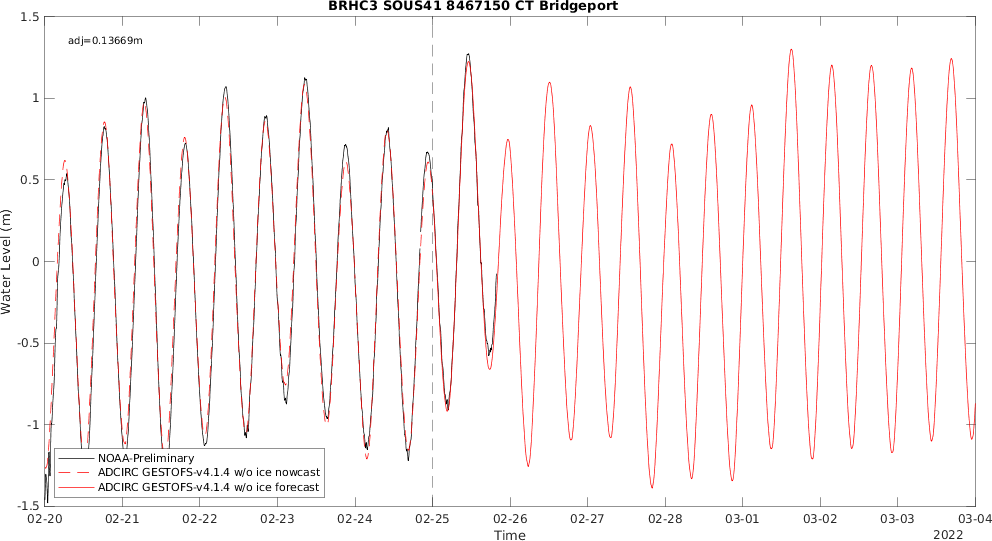 BRHC3 SOUS41 8467150 CT Bridgeport
adj=0.13669m
1.5
1
0.5
0
-0.5
-1
-1.5
Water Level (m)
NOAA-Preliminary
ADCIRC GESTOFS-v4.1.4 w/o ice nowcast
ADCIRC GESTOFS-v4.1.4 w/o ice forecast
02-20 02-21 02-22 02-23 02-24 02-25 02-26 02-27 02-28 03-01 03-02 03-03 03-04
Time
2022